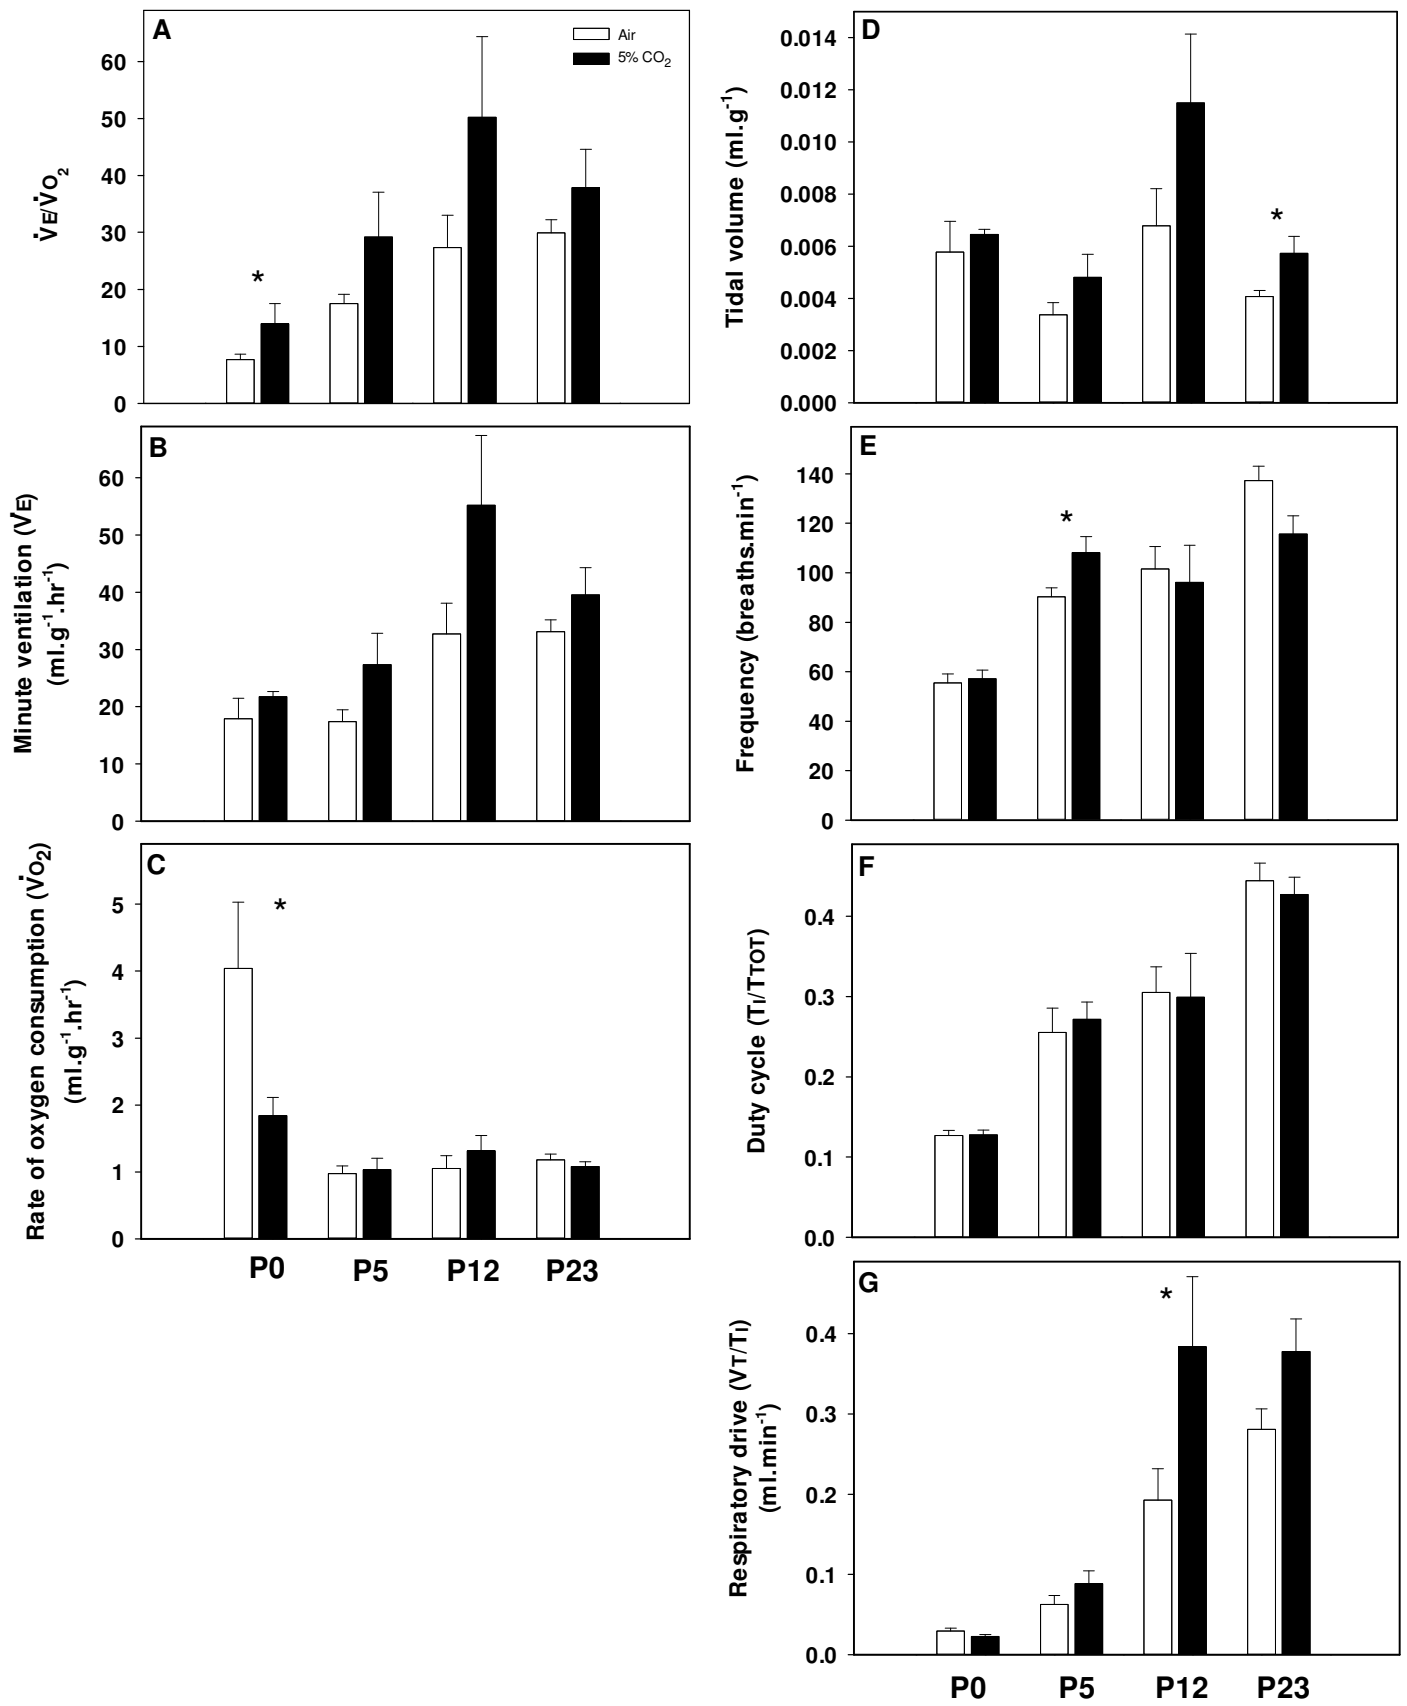 A
Air
5% CO2
60
50
40
30
20
10
0
V̇E/V̇O2
B
60
50
40
30
20
10
0
Minute ventilation (V̇E)
(ml.g-1.hr-1)
C
5
4
3
2
1
0
Rate of oxygen consumption (V̇O2)
(ml.g-1.hr-1)
*
*
P0 P5 P12 P23
D
0.014
0.012
0.010
0.008
0.006
0.004
0.002
0.000
Tidal volume (ml.g-1)
*
E
140
120
100
80
60
40
20
0
Frequency (breaths.min-1)
*
F
0.4
0.3
0.2
0.1
0.0
Duty cycle (TI/TTOT)
G
0.4
0.3
0.2
0.1
0.0
Respiratory drive (VT/TI)
(ml.min-1)
*
P0 P5 P12 P23